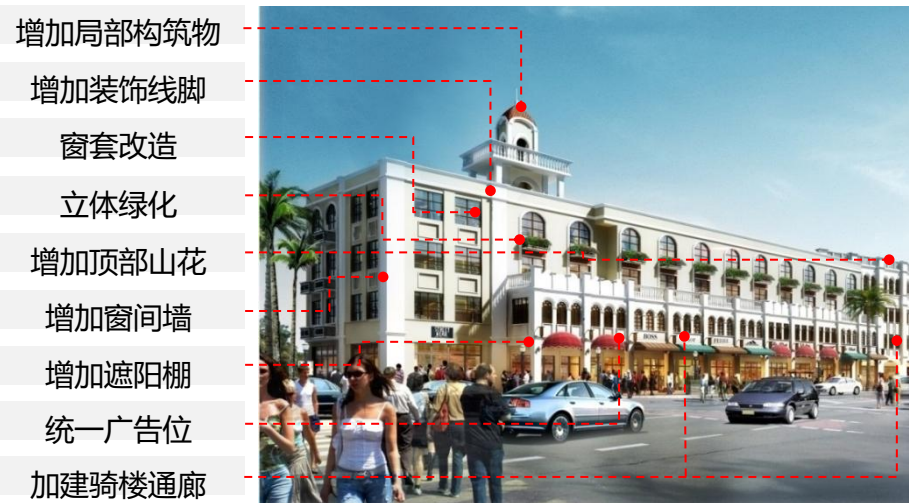 增加局部构筑物
增加装饰线脚
窗套改造
立体绿化
增加顶部山花
增加窗间墙
增加遮阳棚
统一广告位
加建骑楼通廊
BOSS